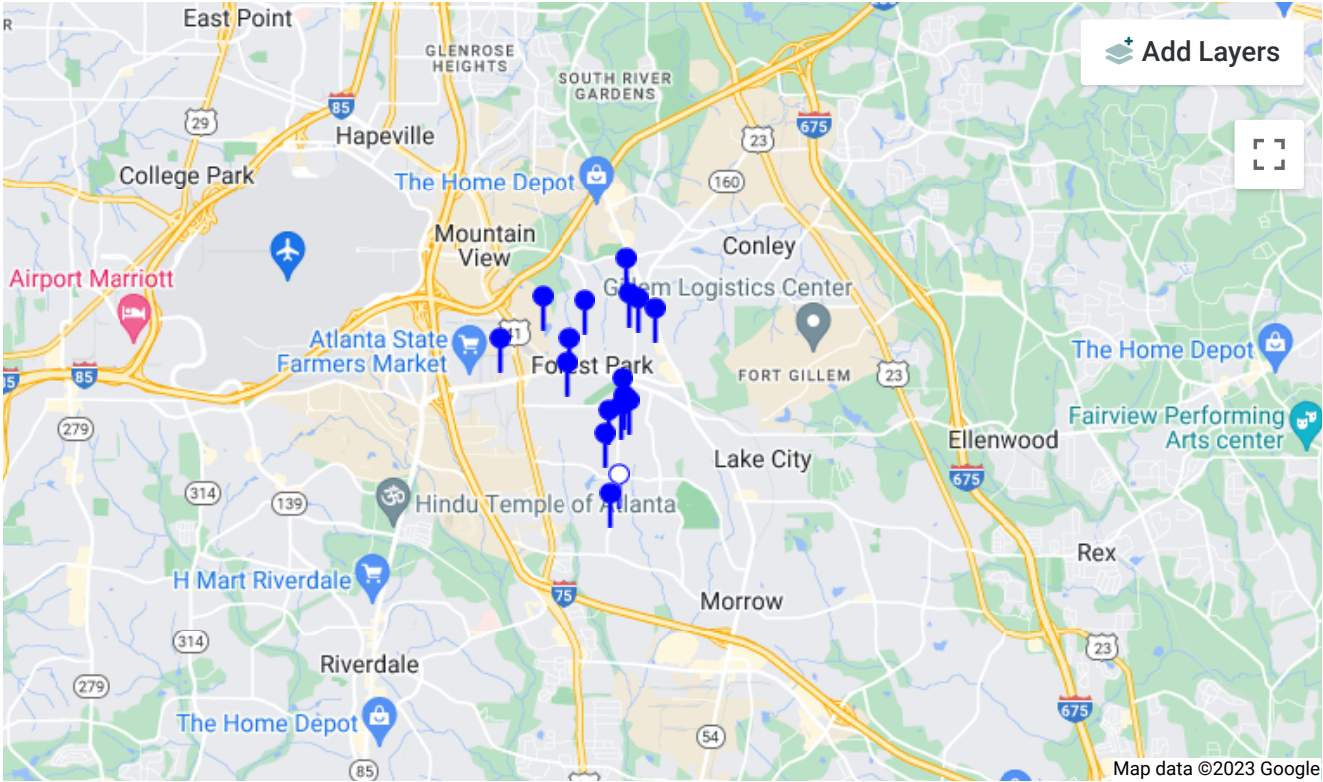 East Point
R
GLENROSE
HEIGHTS
SOUTH RIVER
GARDENS
Add Layers
85
29
Hapeville
675
23
College Park
The Home Depot
160
Mountain
View
Conley
Airport Marriott
Gillem Logistics Center
41
Atlanta State
Farmers Market
Forest Park
The Home Depot
85
85
FORT GILLEM
23
279
Fairview Performing
Arts center
Ellenwood
Lake City
675
314
139
Hindu Temple of Atlanta
Rex
H Mart Riverdale
75
Morrow
314
23
Riverdale
279
675
The Home Depot
54
85
Map data ©2023 Google